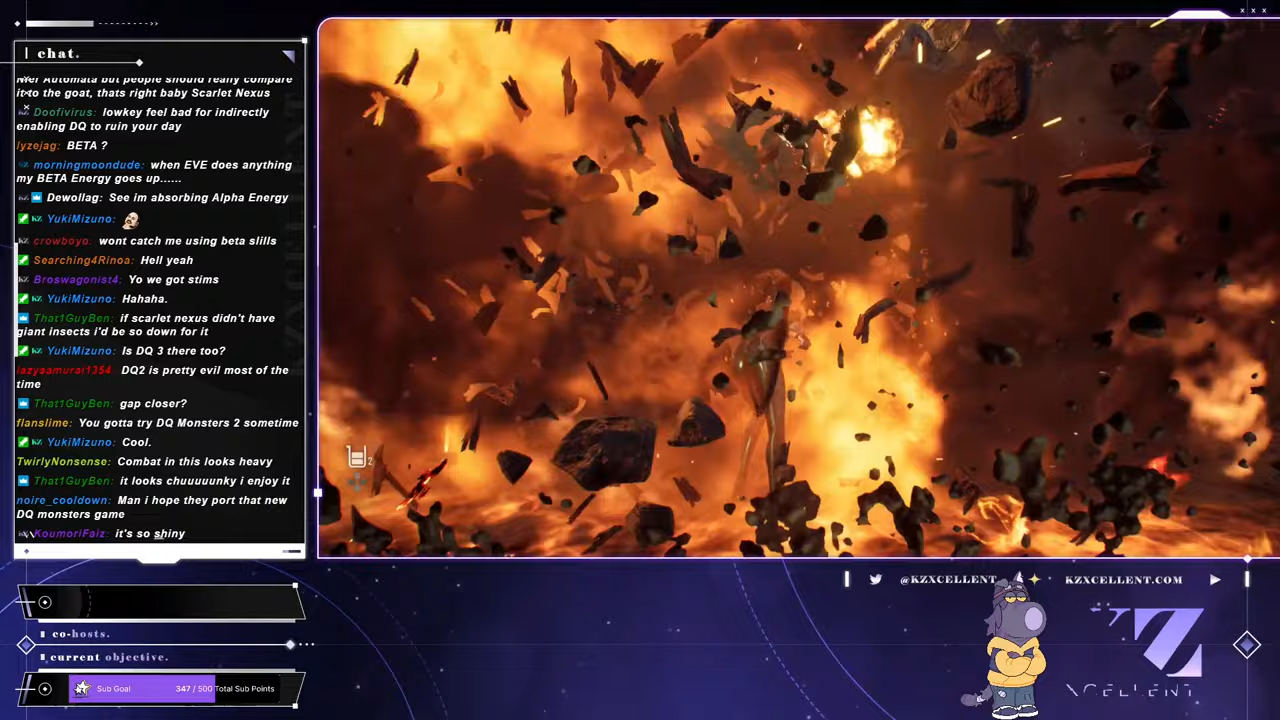 chat.
Nier Automata but people should really compare
it to the goat, thats right baby Scarlet Nexus
Doofivirus: lowkey feel bad for indirectly
enabling DQ to ruin your day
lyzejag: BETA ?
morningmoondude: when EVE does anything
my BETA Energy goes up......
Dewollag: See im absorbing Alpha Energy
YukiMizuno:
crowboyo: wont catch me using beta slills
Searching4Rinoa: Hell yeah
Broswagonist4: Yo we got stims
YukiMizuno: Hahaha.
That1GuyBen: if scarlet nexus didn't have
giant insects i'd be so down for it
YukiMizuno: Is DQ 3 there too?
lazysamurai1354: DQ2 is pretty evil most of the
time
That1GuyBen: gap closer?
flanslime: You gotta try DQ Monsters 2 sometime
YukiMizuno: Cool.
TwirlyNonsense: Combat in this looks heavy
That1GuyBen: it looks chuuuuunky i enjoy it
noire_cooldown: Man i hope they port that new
DQ monsters game
KoumoriFaiz: it's so shiny
2
@KZXCELLENT
KZXCELLENT.COM
co-hosts.
current objective.
Sub Goal 347 / 500 Total Sub Points
XCELLENT